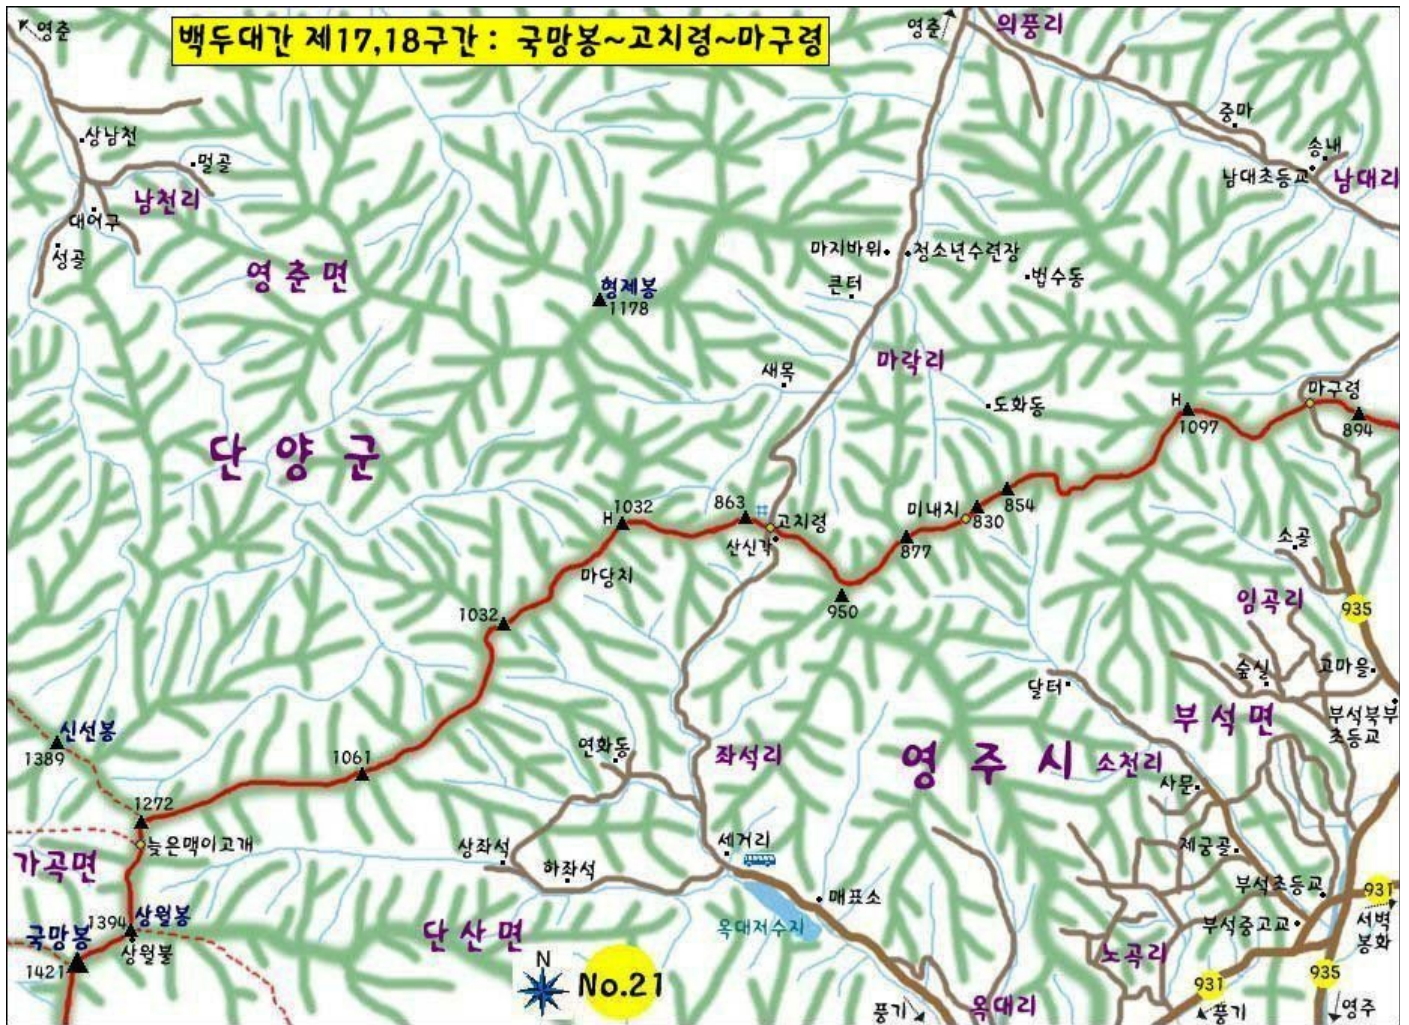 영춘
백두대간 제17,18구간 : 국망봉~고치령~마구령
영춘
의풍리
상남천
멀골
중마
송내
남대초등교
남대리
남천리
대어구
성골
영춘면
마지바위
청소년수련장
큰터
법수동
형제봉
1178
마락리
새목
도화동
마구령
H
1097
894
단양군
863
1032
H
고치령
산신각
미내치
830
854
877
소골
마당치
950
임곡리
935
1032
숲실
고마을
달터
부석면
부석북부
초등교
신선봉
1389
1061
연화동
좌석리
영주시
소천리
사문
1272
늦은맥이고개
가곡면
상좌석
하좌석
세거리
제궁골
매표소
부석초등교
931
서벽
봉화
1394
상월봉
상월불
국망봉
1421
단산면
옥대저수지
부석중고교
노곡리
N
No.21
풍기
옥대리
931
풍기
935
영주